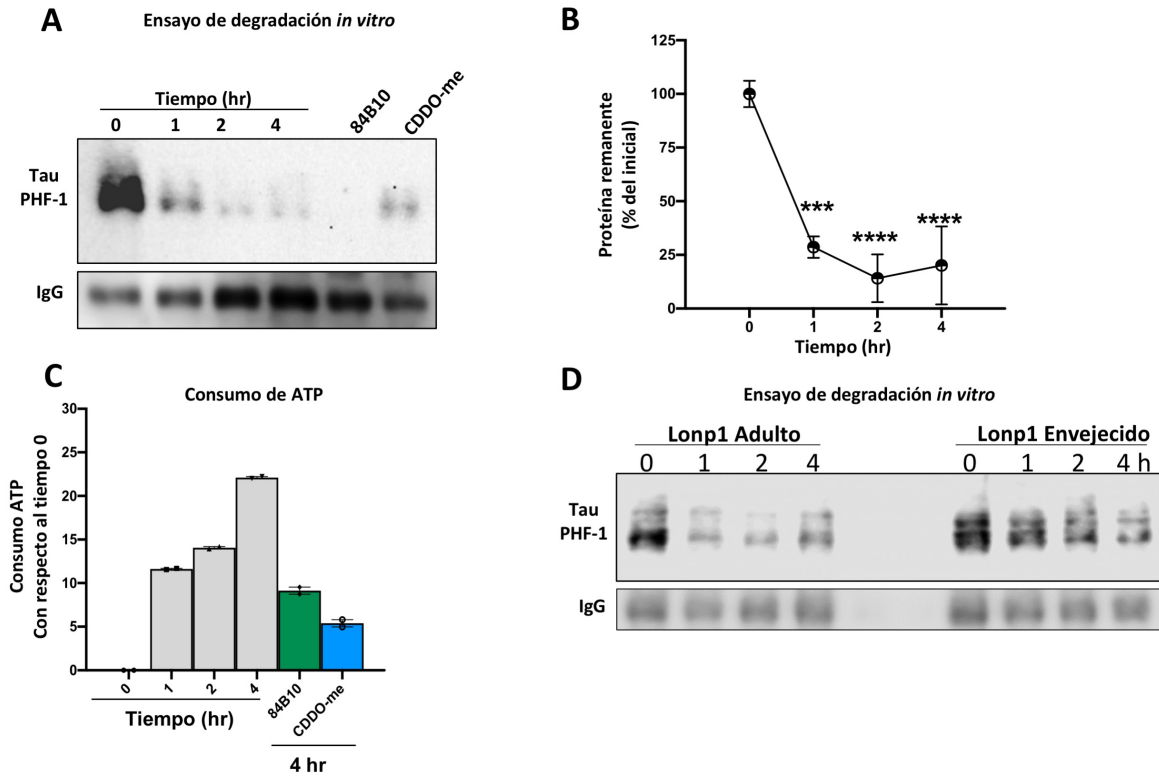 A
Ensayo de degradación in vitro
Tiempo (hr)
0 1 2 4 84B10 CDDO-me
Tau
PHF-1
IgG
B
Proteína remanente
(% del inicial)
125
100
75
50
25
0
***
****
****
0 1 2 4
Tiempo (hr)
C
Consumo de ATP
Consumo ATP
Con respecto al tiempo 0
30
25
20
15
10
5
0
0 1 2 4 84B10 CDDO-me
Tiempo (hr)
4 hr
D
Ensayo de degradación in vitro
Lonp1 Adulto
Lonp1 Envejecido
0 1 2 4
0 1 2 4 h
Tau
PHF-1
IgG